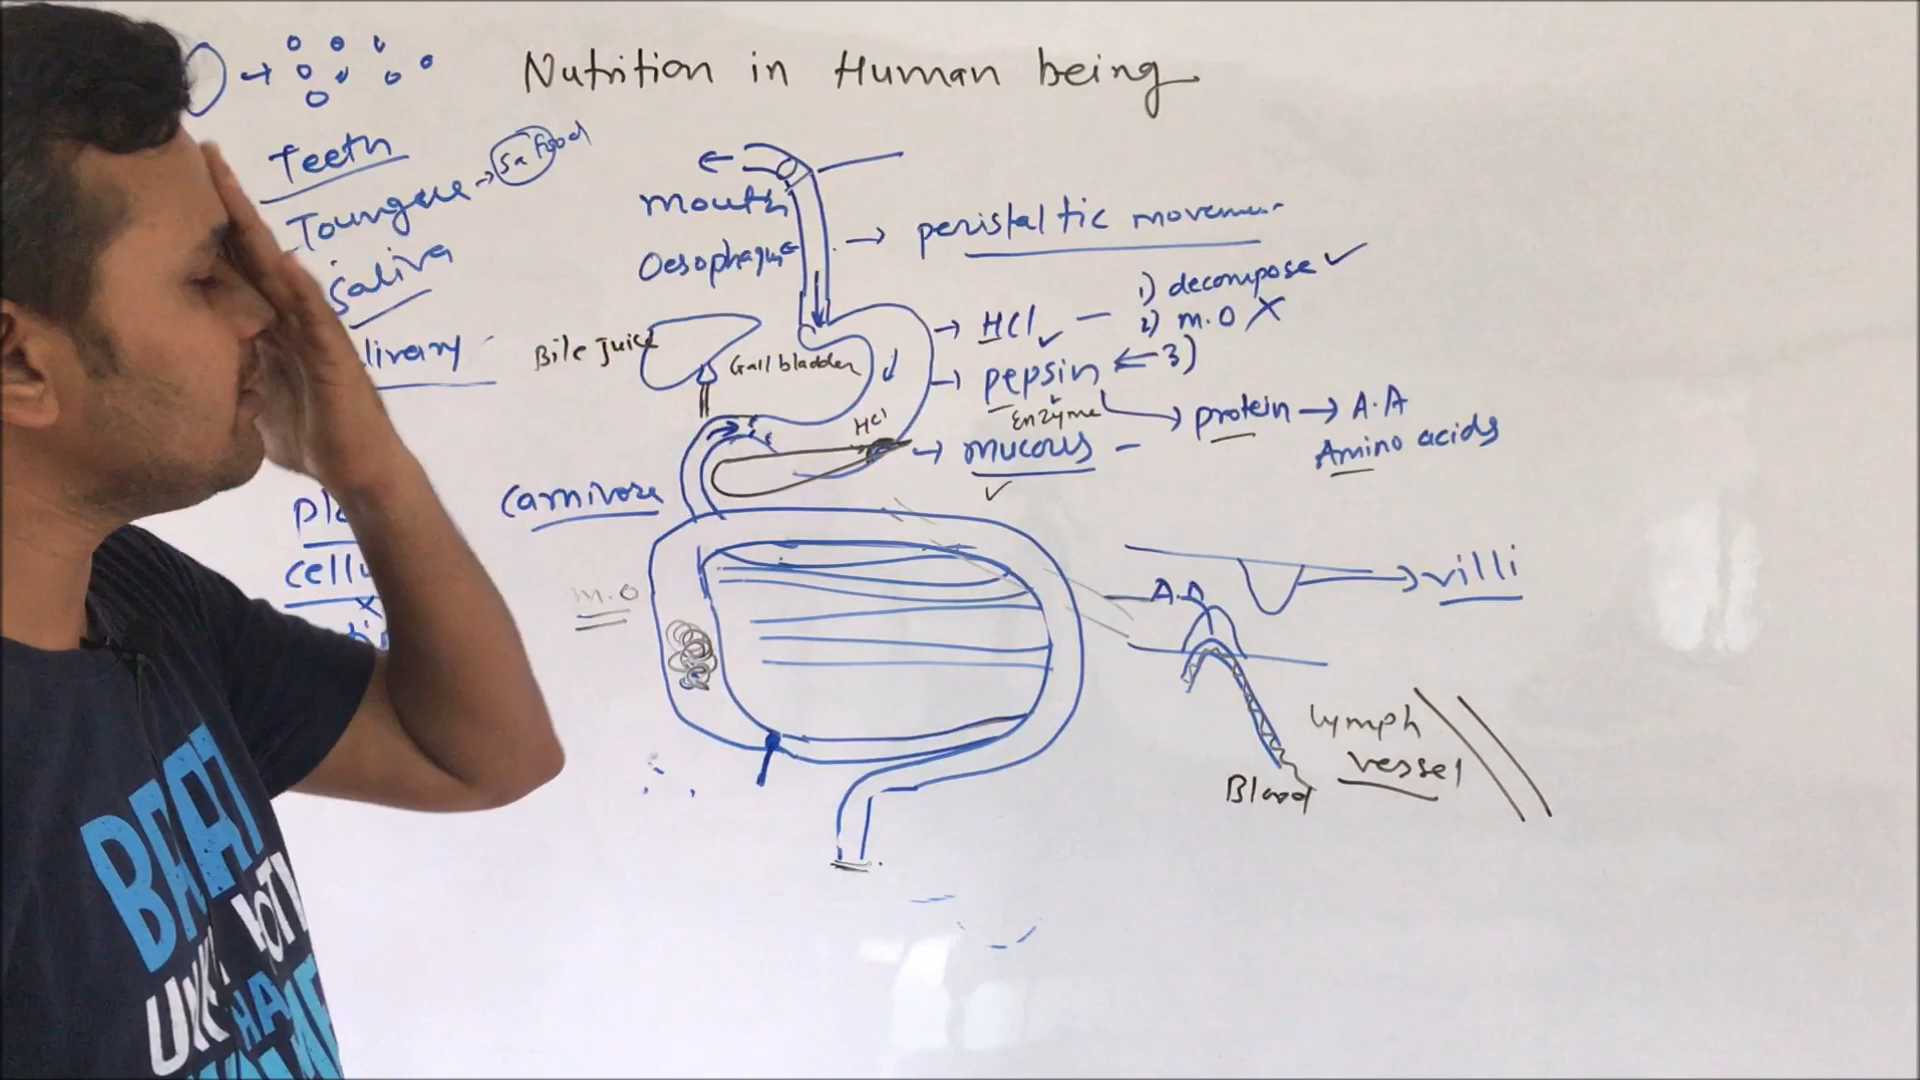 Nutrition in Human being
Teeth
Toungue → Sa Food
Saliva
livary
mouth
Oesophagus
→ peristaltic movemen
→ HCl - 1) decompose ✓
2) m.o X
→ pepsin ← 3)
Enzyme
→ protein → A.A
Amino acids
→ mucous -
Bile juice
Gall bladder
HCl
Carnivore
cellu
m.o
A.A
→ villi
lymph
vessel
Blood